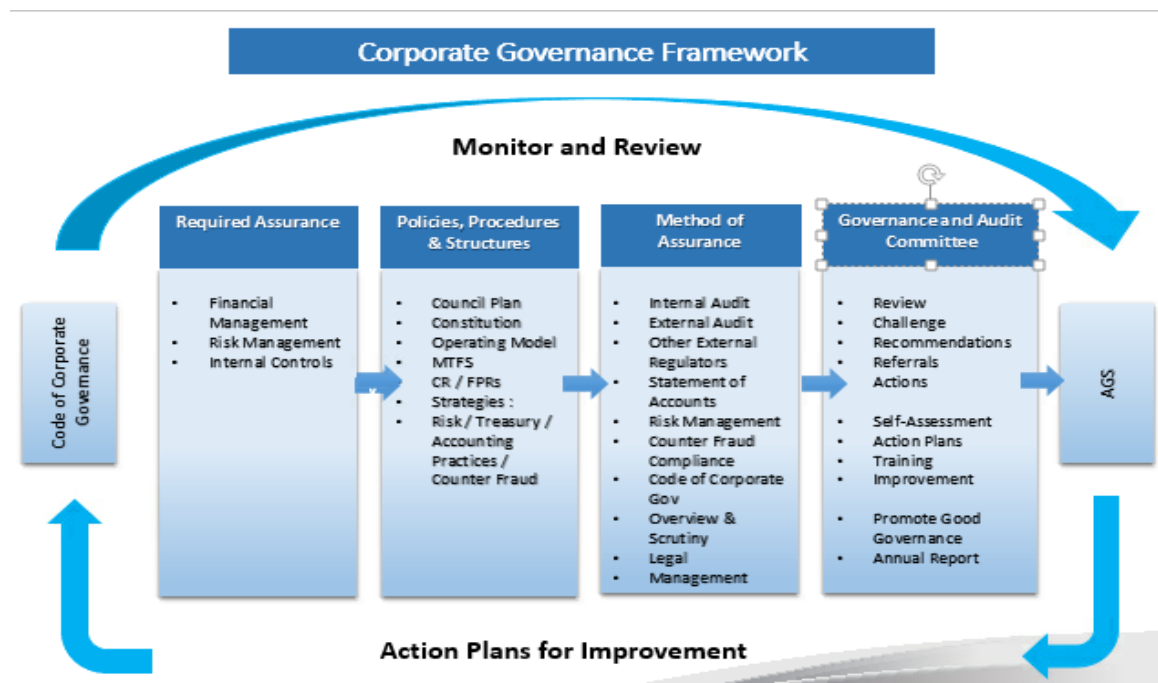 Corporate Governance Framework
Monitor and Review
Code of Corporate
Governance
Required Assurance
• Financial
Management
• Risk Management
• Internal Controls
Policies, Procedures
& Structures
• Council Plan
• Constitution
• Operating Model
• MTFS
• CR / FPRs
• Strategies :
• Risk / Treasury /
Accounting
Practices /
Counter Fraud
Method of
Assurance
• Internal Audit
• External Audit
• Other External
Regulators
• Statement of
Accounts
• Risk Management
• Counter Fraud
Compliance
• Code of Corporate
Gov
• Overview &
Scrutiny
• Legal
• Management
Governance and Audit
Committee
• Review
• Challenge
• Recommendations
• Referrals
• Actions
• Self-Assessment
• Action Plans
• Training
• Improvement
• Promote Good
Governance
• Annual Report
AGS
Action Plans for Improvement